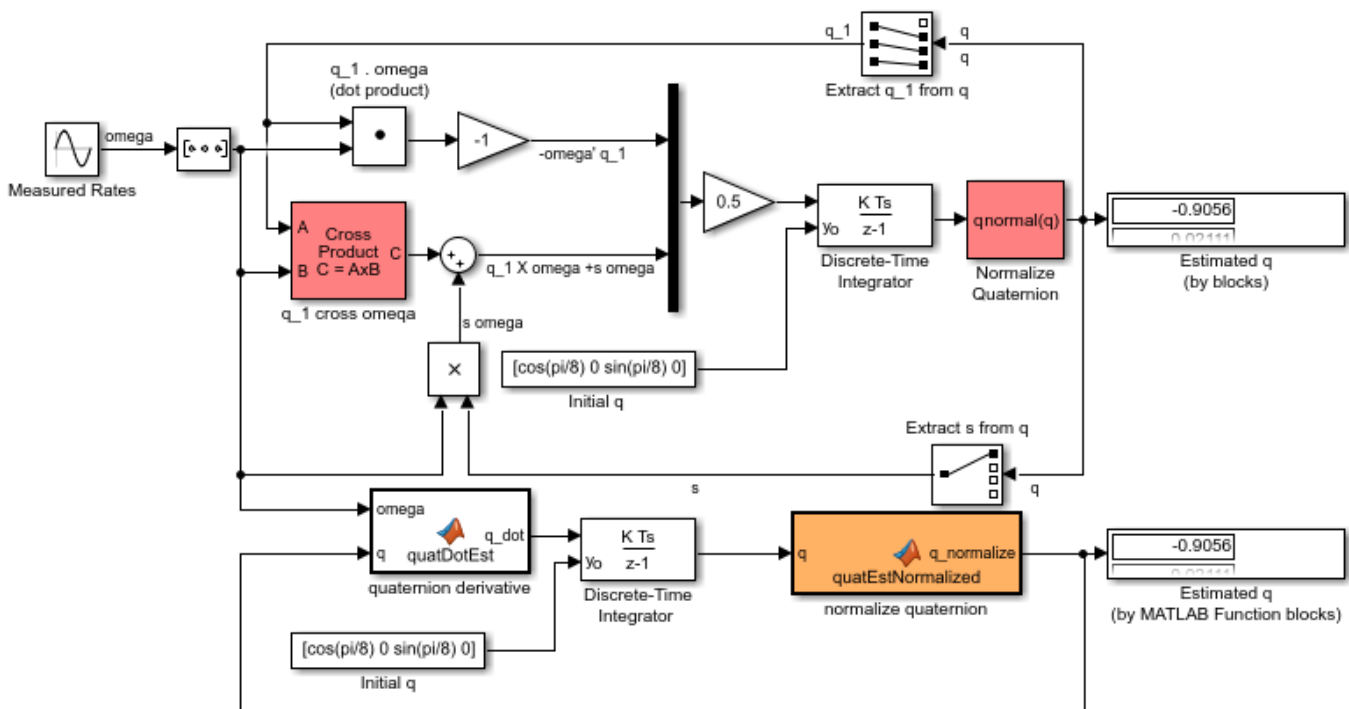 q_1
q
q
Extract q_1 from q
q_1 . omega
(dot product)
omega
Measured Rates
-1
-omega' q_1
0.5
K Ts
z-1
yo
Discrete-Time
Integrator
qnormal(q)
Normalize
Quaternion
-0.9056
0.02111
Estimated q
(by blocks)
A
B
Cross
Product
C = AxB
C
q_1 cross omeqa
+
+
q_1 X omega +s omega
s omega
×
[cos(pi/8) 0 sin(pi/8) 0]
Initial q
Extract s from q
s
q
omega
q
q_dot
quatDotEst
quaternion derivative
K Ts
z-1
yo
Discrete-Time
Integrator
q
q_normalize
quatEstNormalized
normalize quaternion
-0.9056
0.02111
Estimated q
(by MATLAB Function blocks)
[cos(pi/8) 0 sin(pi/8) 0]
Initial q